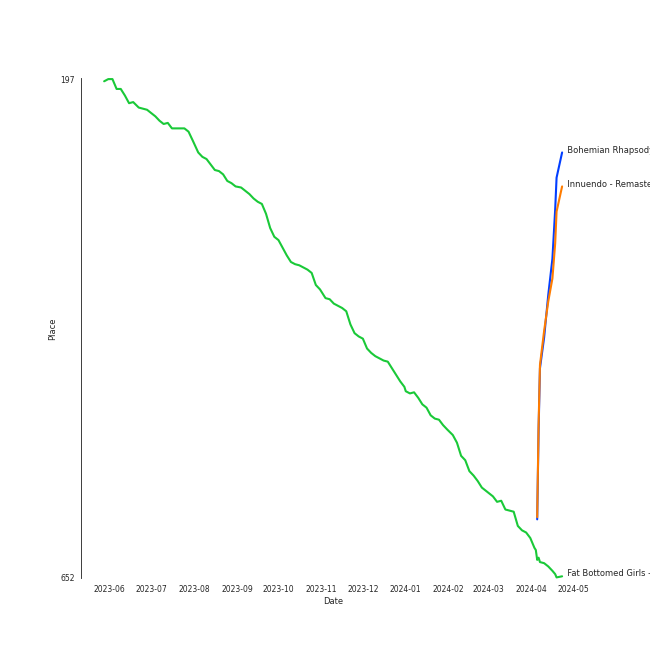 197
Bohemian Rhapsody
Innuendo - Remaste
Place
Fat Bottomed Girls -
652
2023-06 2023-07 2023-08 2023-09 2023-10 2023-11 2023-12 2024-01 2024-02 2024-03 2024-04 2024-05
Date